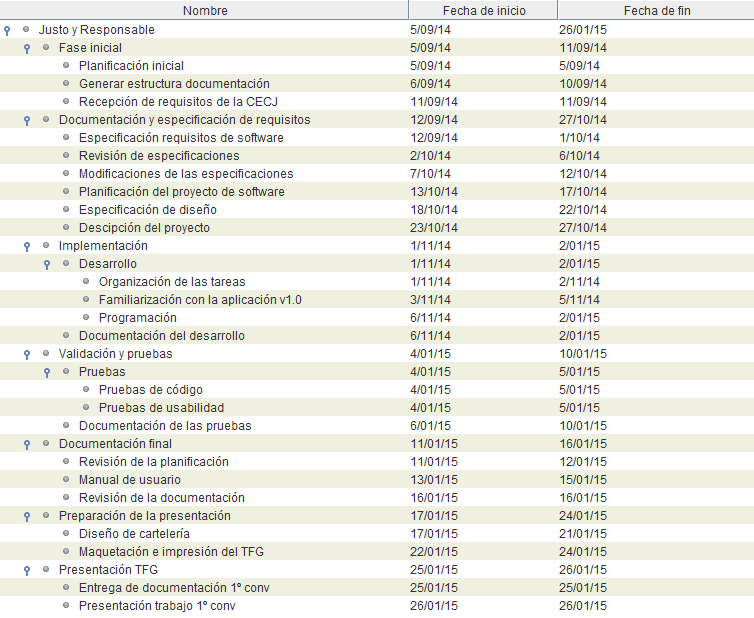 Nombre Fecha de inicio Fecha de fin
Justo y Responsable 5/09/14 26/01/15
Fase inicial 5/09/14 11/09/14
Planificación inicial 5/09/14 5/09/14
Generar estructura documentación 6/09/14 10/09/14
Recepción de requisitos de la CECJ 11/09/14 11/09/14
Documentación y especificación de requisitos 12/09/14 27/10/14
Especificación requisitos de software 12/09/14 1/10/14
Revisión de especificaciones 2/10/14 6/10/14
Modificaciones de las especificaciones 7/10/14 12/10/14
Planificación del proyecto de software 13/10/14 17/10/14
Especificación de diseño 18/10/14 22/10/14
Descipción del proyecto 23/10/14 27/10/14
Implementación 1/11/14 2/01/15
Desarrollo 1/11/14 2/01/15
Organización de las tareas 1/11/14 2/11/14
Familiarización con la aplicación v1.0 3/11/14 5/11/14
Programación 6/11/14 2/01/15
Documentación del desarrollo 6/11/14 2/01/15
Validación y pruebas 4/01/15 10/01/15
Pruebas 4/01/15 5/01/15
Pruebas de código 4/01/15 5/01/15
Pruebas de usabilidad 4/01/15 5/01/15
Documentación de las pruebas 6/01/15 10/01/15
Documentación final 11/01/15 16/01/15
Revisión de la planificación 11/01/15 12/01/15
Manual de usuario 13/01/15 15/01/15
Revisión de la documentación 16/01/15 16/01/15
Preparación de la presentación 17/01/15 24/01/15
Diseño de cartelería 17/01/15 21/01/15
Maquetación e impresión del TFG 22/01/15 24/01/15
Presentación TFG 25/01/15 26/01/15
Entrega de documentación 1º conv 25/01/15 25/01/15
Presentación trabajo 1º conv 26/01/15 26/01/15